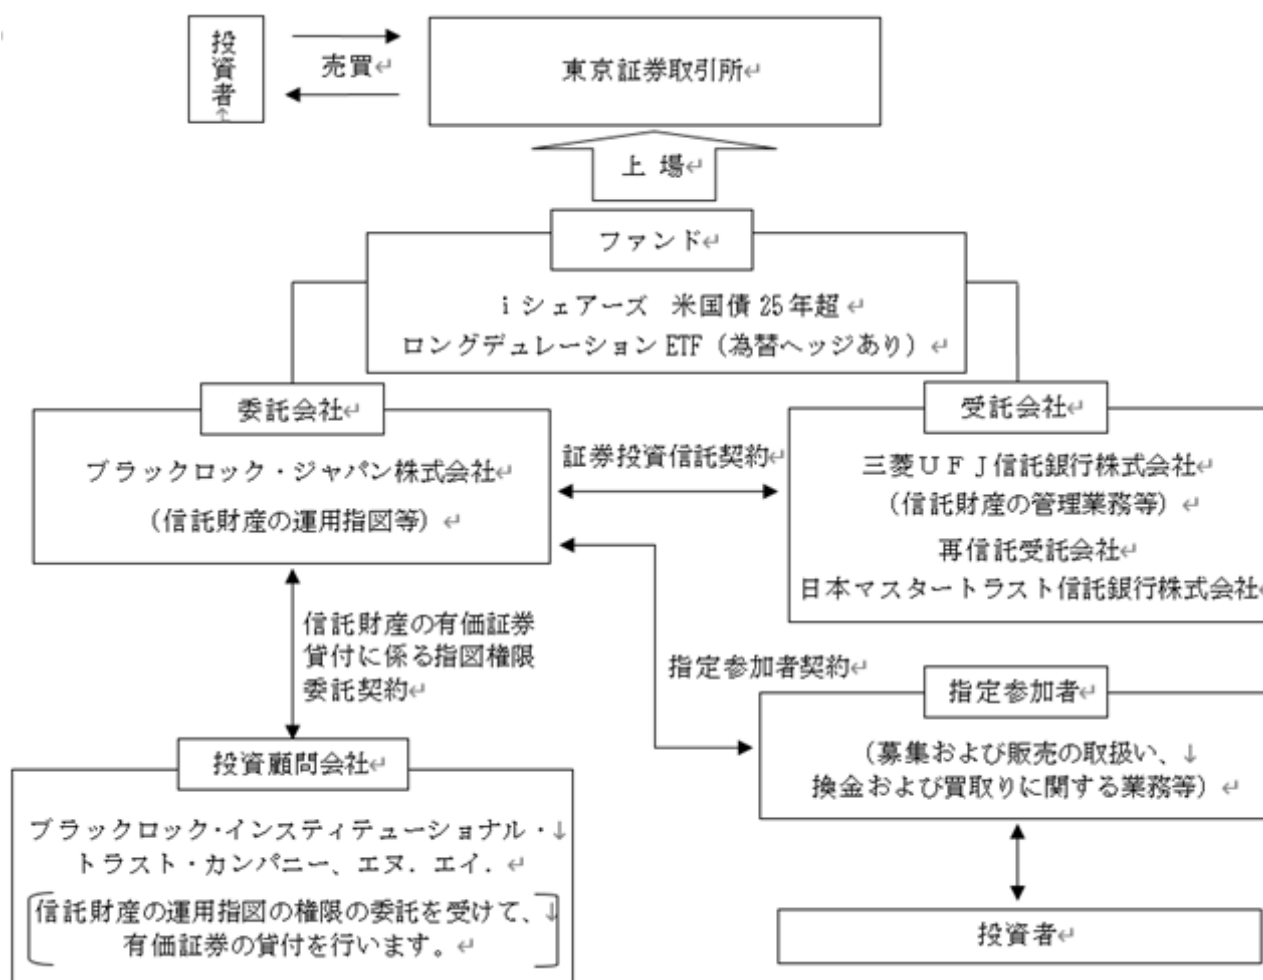 投資者
売買
東京証券取引所
上 場
ファンド
iシェアーズ 米国債 25 年超
ロングデュレーション ETF（為替ヘッジあり）
委託会社
ブラックロック・ジャパン株式会社
（信託財産の運用指図等）
証券投資信託契約
受託会社
三菱ＵＦＪ信託銀行株式会社
（信託財産の管理業務等）
再信託受託会社
日本マスタートラスト信託銀行株式会社
信託財産の有価証券
貸付に係る指図権限
委託契約
指定参加者契約
指定参加者
（募集および販売の取扱い、
換金および買取りに関する業務等）
投資顧問会社
ブラックロック・インスティテューショナル・
トラスト・カンパニー、エヌ．エイ．
信託財産の運用指図の権限の委託を受けて、
有価証券の貸付を行います。
投資者